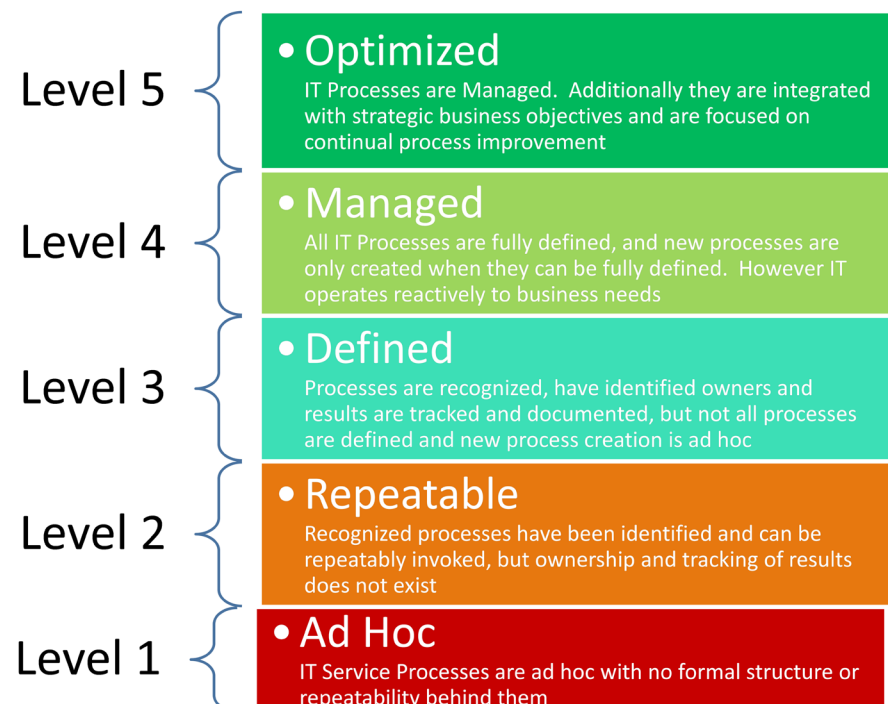 Level 5
• Optimized
IT Processes are Managed.  Additionally they are integrated
with strategic business objectives and are focused on
continual process improvement
Level 4
• Managed
All IT Processes are fully defined, and new processes are
only created when they can be fully defined.  However IT
operates reactively to business needs
Level 3
• Defined
Processes are recognized, have identified owners and
results are tracked and documented, but not all processes
are defined and new process creation is ad hoc
Level 2
• Repeatable
Recognized processes have been identified and can be
repeatably invoked, but ownership and tracking of results
does not exist
Level 1
• Ad Hoc
IT Service Processes are ad hoc with no formal structure or
repeatability behind them